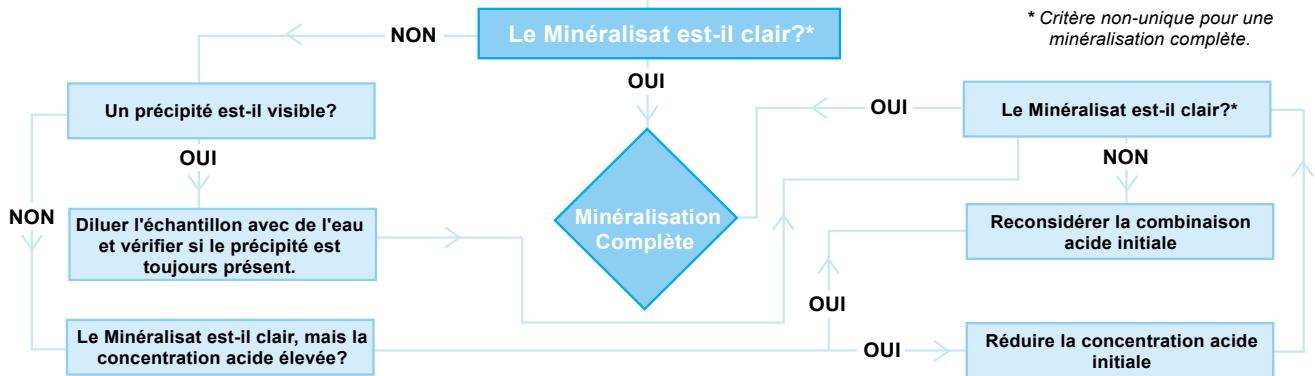 Le Minéralisat est-il clair?*
* Critère non-unique pour une
minéralisation complète.
NON
OUI
Un précipité est-il visible?
OUI
Le Minéralisat est-il clair?*
OUI
NON
NON
Diluer l'échantillon avec de l'eau
et vérifier si le précipité est
toujours présent.
Minéralisation
Complète
Reconsidérer la combinaison
acide initiale
OUI
Le Minéralisat est-il clair, mais la
concentration acide élevée?
OUI
Réduire la concentration acide
initiale